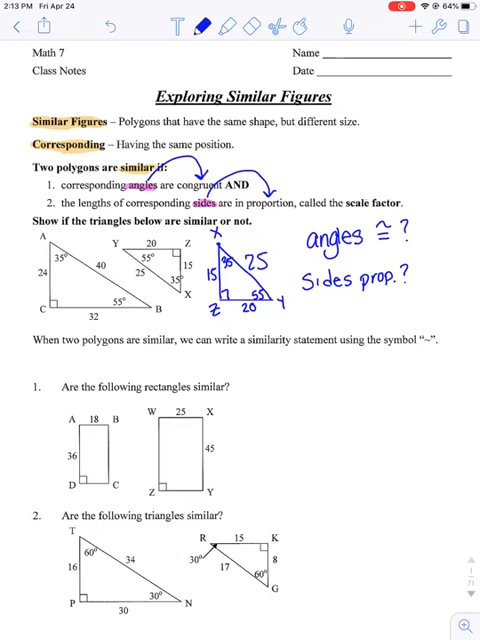 2:13 PM Fri Apr 24
64%
Math 7
Name
Class Notes
Date
Exploring Similar Figures
Similar Figures – Polygons that have the same shape, but different size.
Corresponding – Having the same position.
Two polygons are similar if:
1. corresponding angles are congruent AND
2. the lengths of corresponding sides are in proportion, called the scale factor.
Show if the triangles below are similar or not.
A
35°
24
40
C
55°
B
32
Y
20
Z
55°
25
15
35°
X
X
35
25
15
55
Z
20
Y
angles ≅ ?
Sides prop. ?
When two polygons are similar, we can write a similarity statement using the symbol “~”.
1. Are the following rectangles similar?
A 18 B
36
D C
W 25 X
45
Z Y
2. Are the following triangles similar?
T
60°
16
34
30°
P
N
30
R 15 K
30°
8
17
60°
G